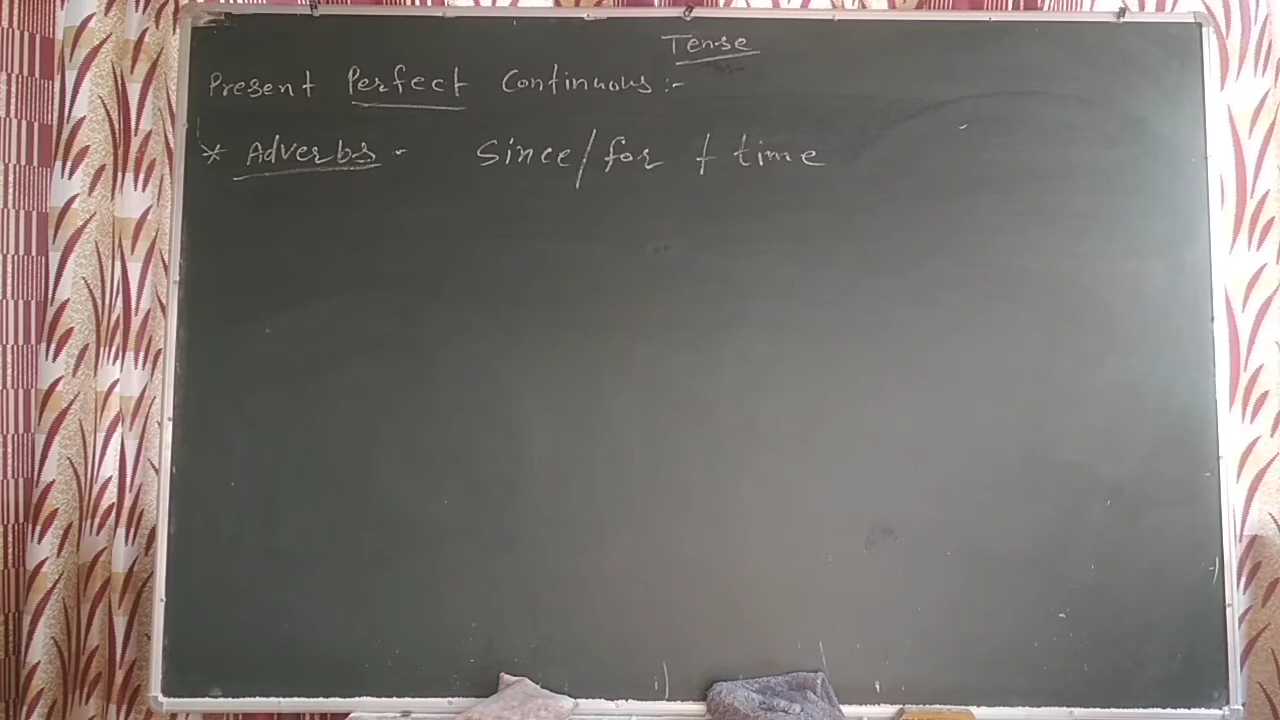 Tense
Present Perfect Continuous :-
* Adverbs - Since/for + time